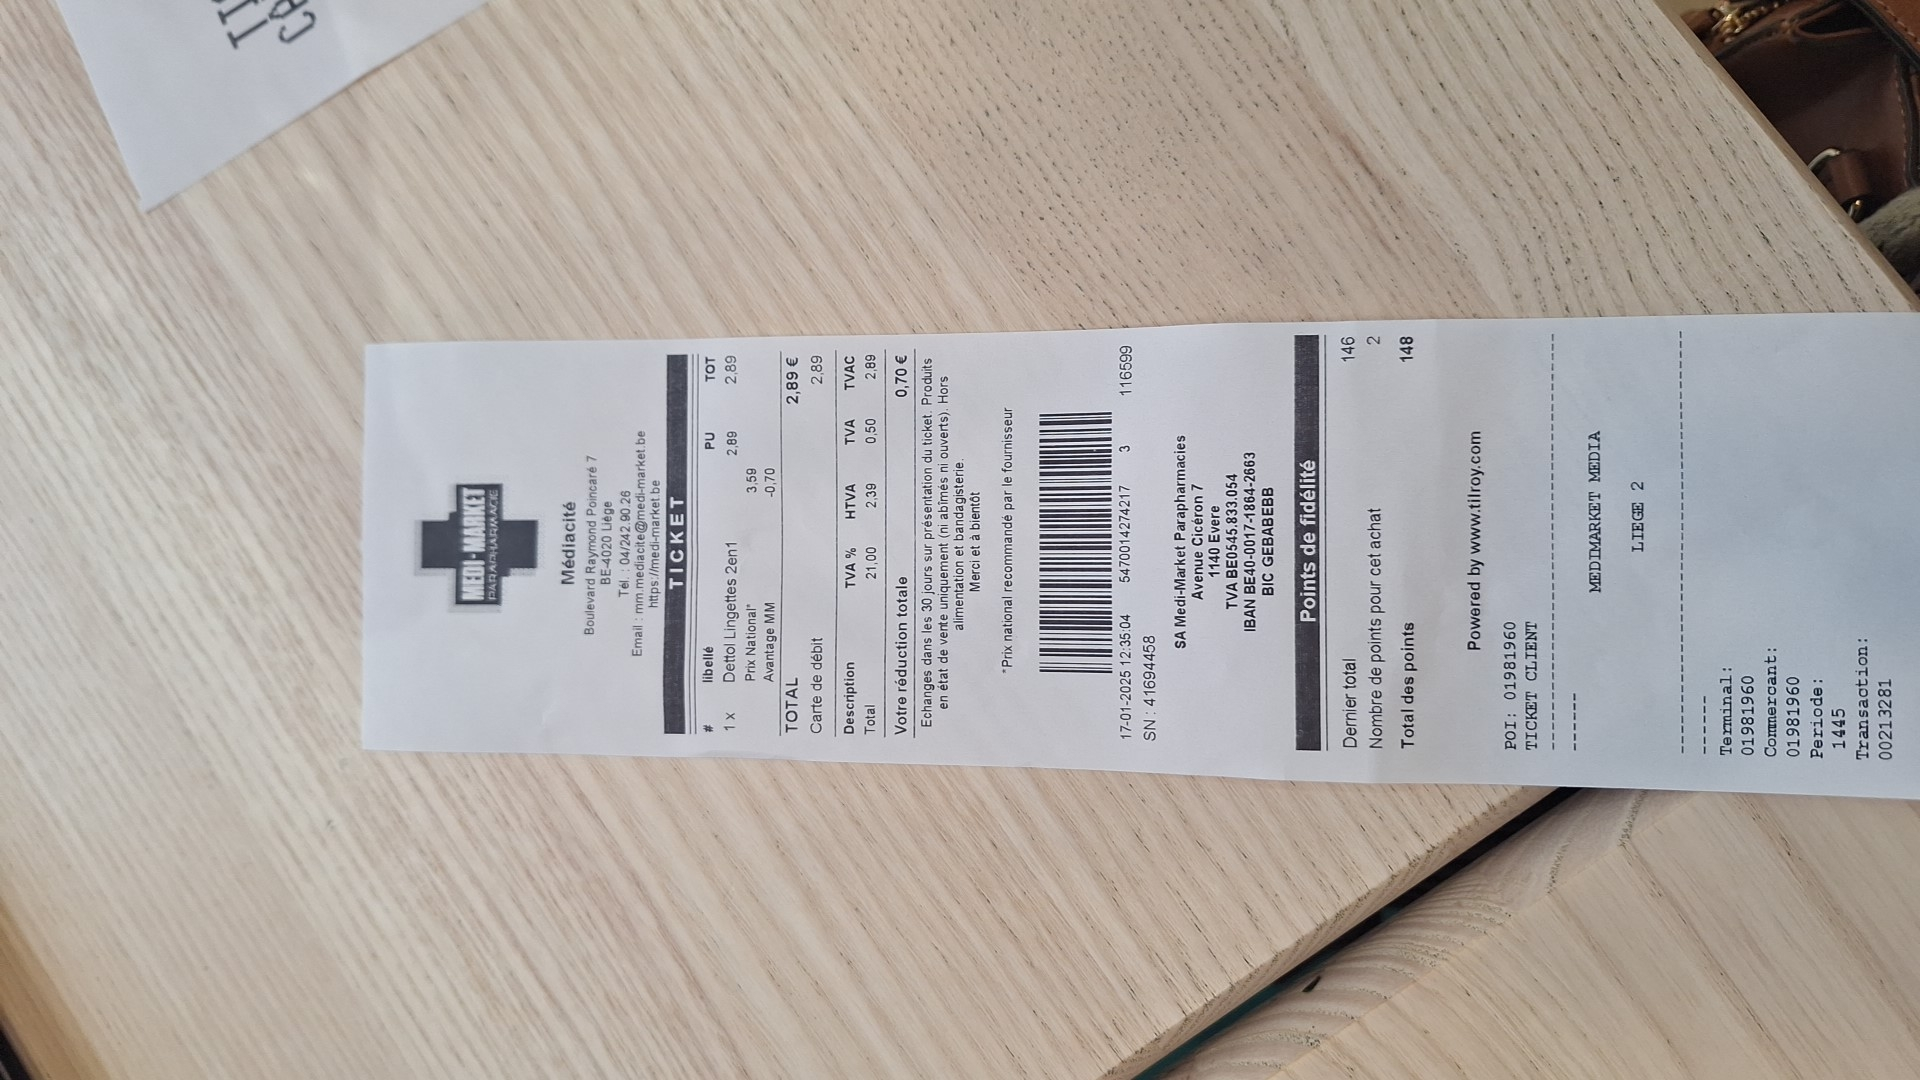 MEDI-MARKET
PARAPHARMACIE
Médiacité
Boulevard Raymond Poincaré 7
BE-4020 Liège
Tél. : 04/242.90.26
Email : mm.mediacite@medi-market.be
https://medi-market.be
TICKET
# libellé PU TOT
1 x Dettol Lingettes 2en1 2,89 2,89
Prix National* 3,59
Avantage MM -0,70
TOTAL 2,89 €
Carte de débit 2,89
Description TVA % HTVA TVA TVAC
Total 21,00 2,39 0,50 2,89
Votre réduction totale 0,70 €
Echanges dans les 30 jours sur présentation du ticket. Produits
en état de vente uniquement (ni abîmés ni ouverts). Hors
alimentation et bandagisterie.
Merci et à bientôt
*Prix national recommandé par le fournisseur
17-01-2025 12:35:04 5470014274217 3 116599
SN : 41694458
SA Medi-Market Parapharmacies
Avenue Cicéron 7
1140 Evere
TVA BE0545.833.054
IBAN BE40-0017-1864-2663
BIC GEBABEBB
Points de fidélité
Dernier total 146
Nombre de points pour cet achat 2
Total des points 148
Powered by www.tilroy.com
POI: 01981960
TICKET CLIENT
MEDIMARKET MEDIA
LIEGE 2
Terminal:
01981960
Commercant:
01981960
Periode:
1445
Transaction:
00213281